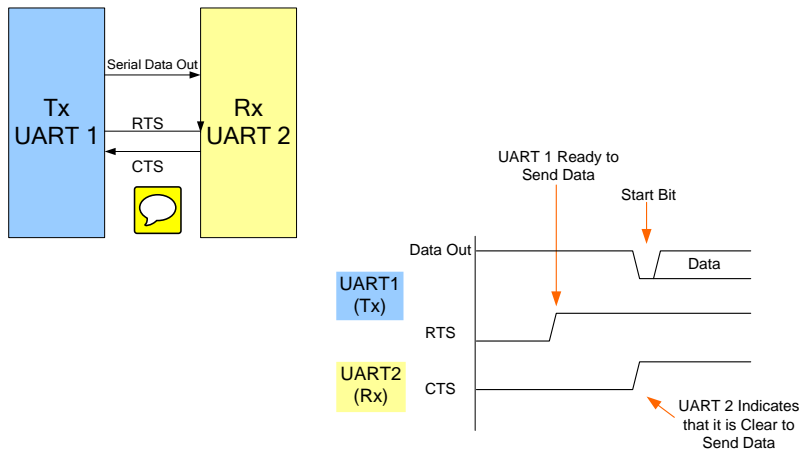 Serial Data Out
Tx
UART 1
Rx
UART 2
RTS
CTS
UART 1 Ready to
Send Data
Start Bit
Data Out
Data
UART1
(Tx)
RTS
UART2
(Rx)
CTS
UART 2 Indicates
that it is Clear to
Send Data